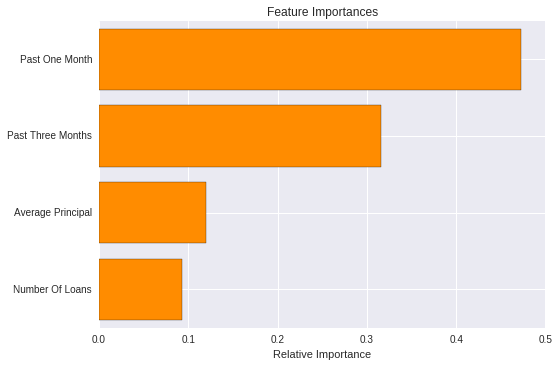 Feature Importances
Past One Month
Past Three Months
Average Principal
Number Of Loans
0.0 0.1 0.2 0.3 0.4 0.5
Relative Importance